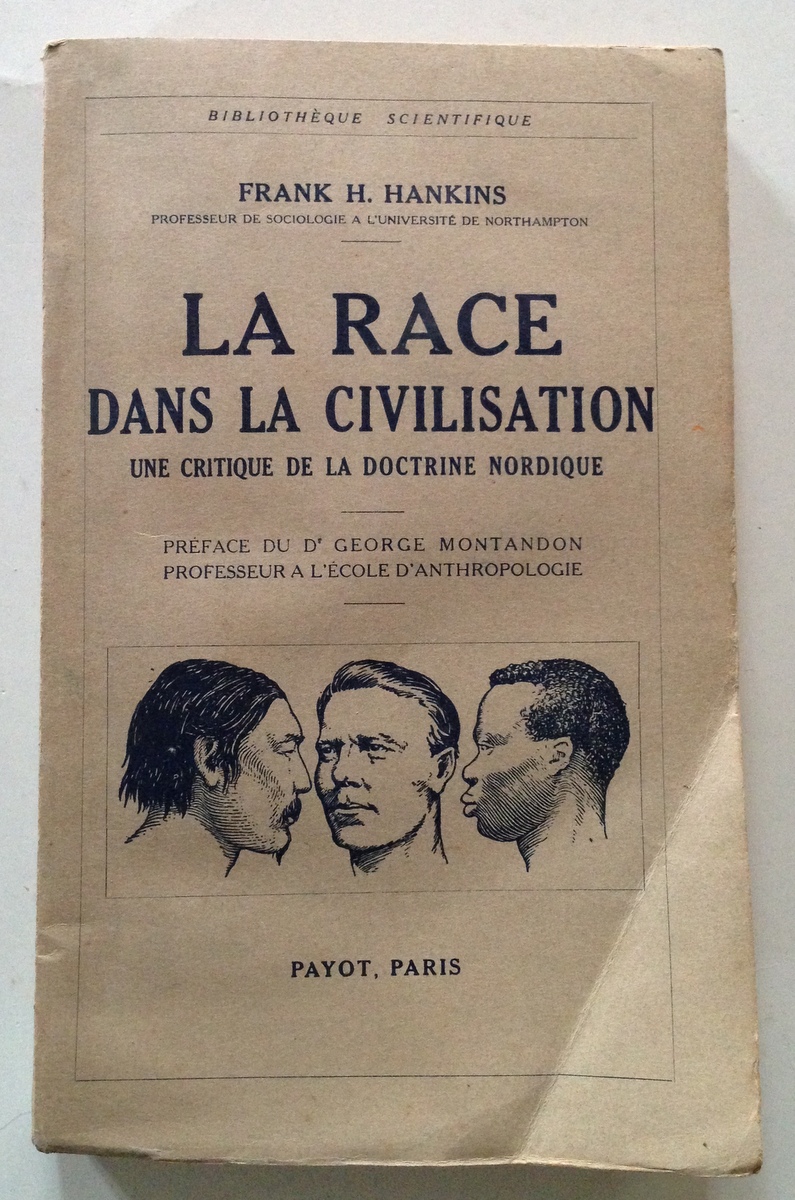 BIBLIOTHÈQUE SCIENTIFIQUE
FRANK H. HANKINS
PROFESSEUR DE SOCIOLOGIE A L'UNIVERSITÉ DE NORTHAMPTON
LA RACE
DANS LA CIVILISATION
UNE CRITIQUE DE LA DOCTRINE NORDIQUE
PRÉFACE DU Dʳ GEORGE MONTANDON
PROFESSEUR A L'ÉCOLE D'ANTHROPOLOGIE
PAYOT, PARIS